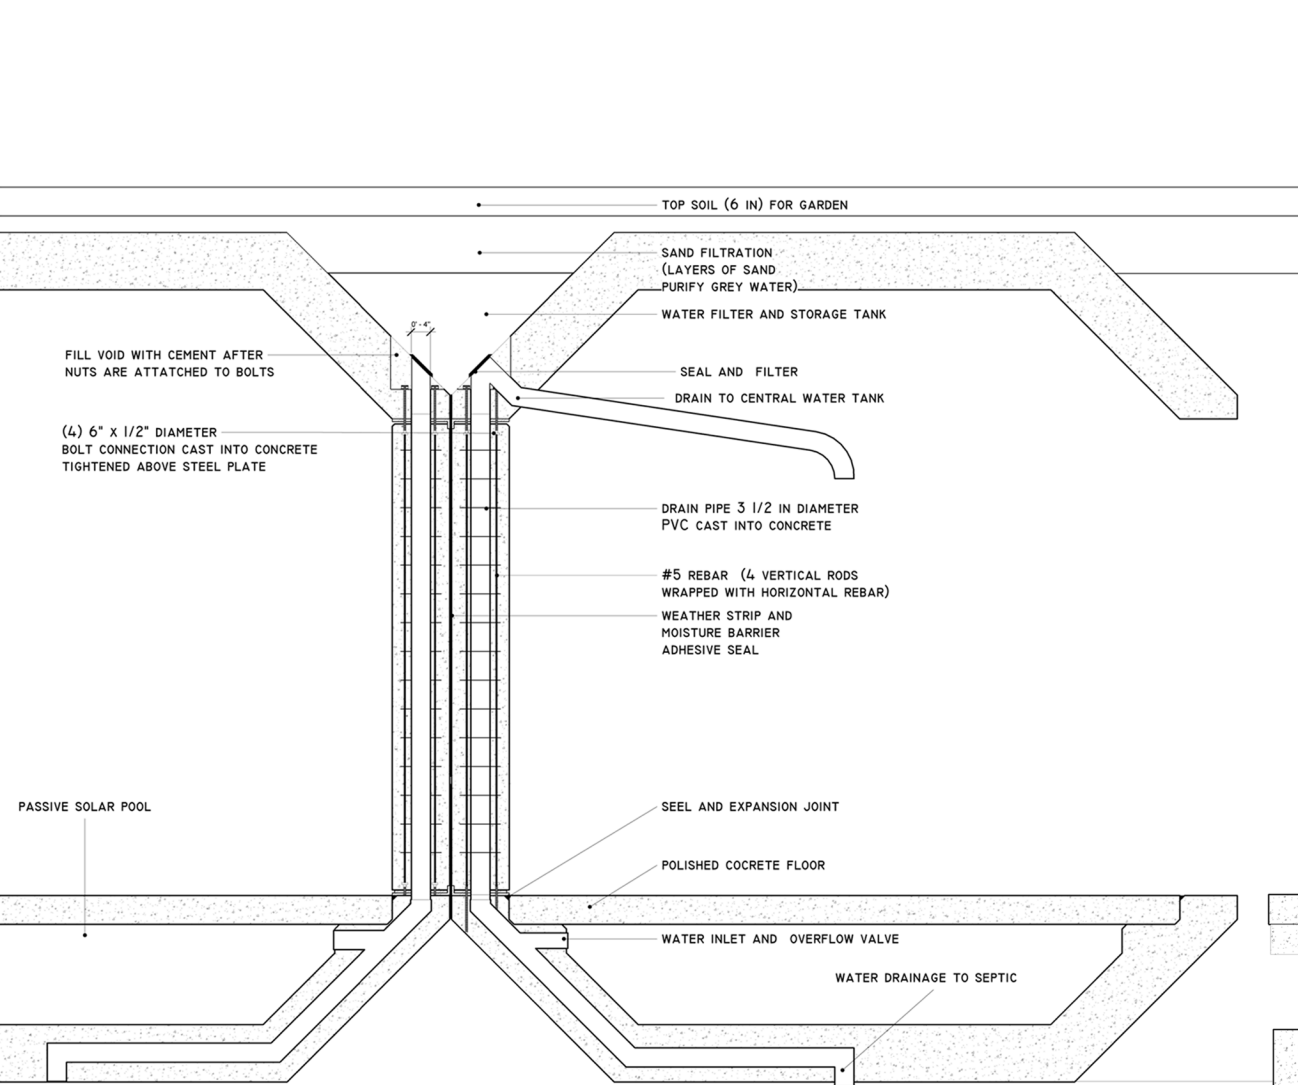 TOP SOIL (6 IN) FOR GARDEN
SAND FILTRATION
(LAYERS OF SAND
PURIFY GREY WATER)
WATER FILTER AND STORAGE TANK
0' - 4"
FILL VOID WITH CEMENT AFTER
NUTS ARE ATTATCHED TO BOLTS
SEAL AND FILTER
DRAIN TO CENTRAL WATER TANK
(4) 6" X 1/2" DIAMETER
BOLT CONNECTION CAST INTO CONCRETE
TIGHTENED ABOVE STEEL PLATE
DRAIN PIPE 3 1/2 IN DIAMETER
PVC CAST INTO CONCRETE
#5 REBAR (4 VERTICAL RODS
WRAPPED WITH HORIZONTAL REBAR)
WEATHER STRIP AND
MOISTURE BARRIER
ADHESIVE SEAL
PASSIVE SOLAR POOL
SEEL AND EXPANSION JOINT
POLISHED COCRETE FLOOR
WATER INLET AND OVERFLOW VALVE
WATER DRAINAGE TO SEPTIC